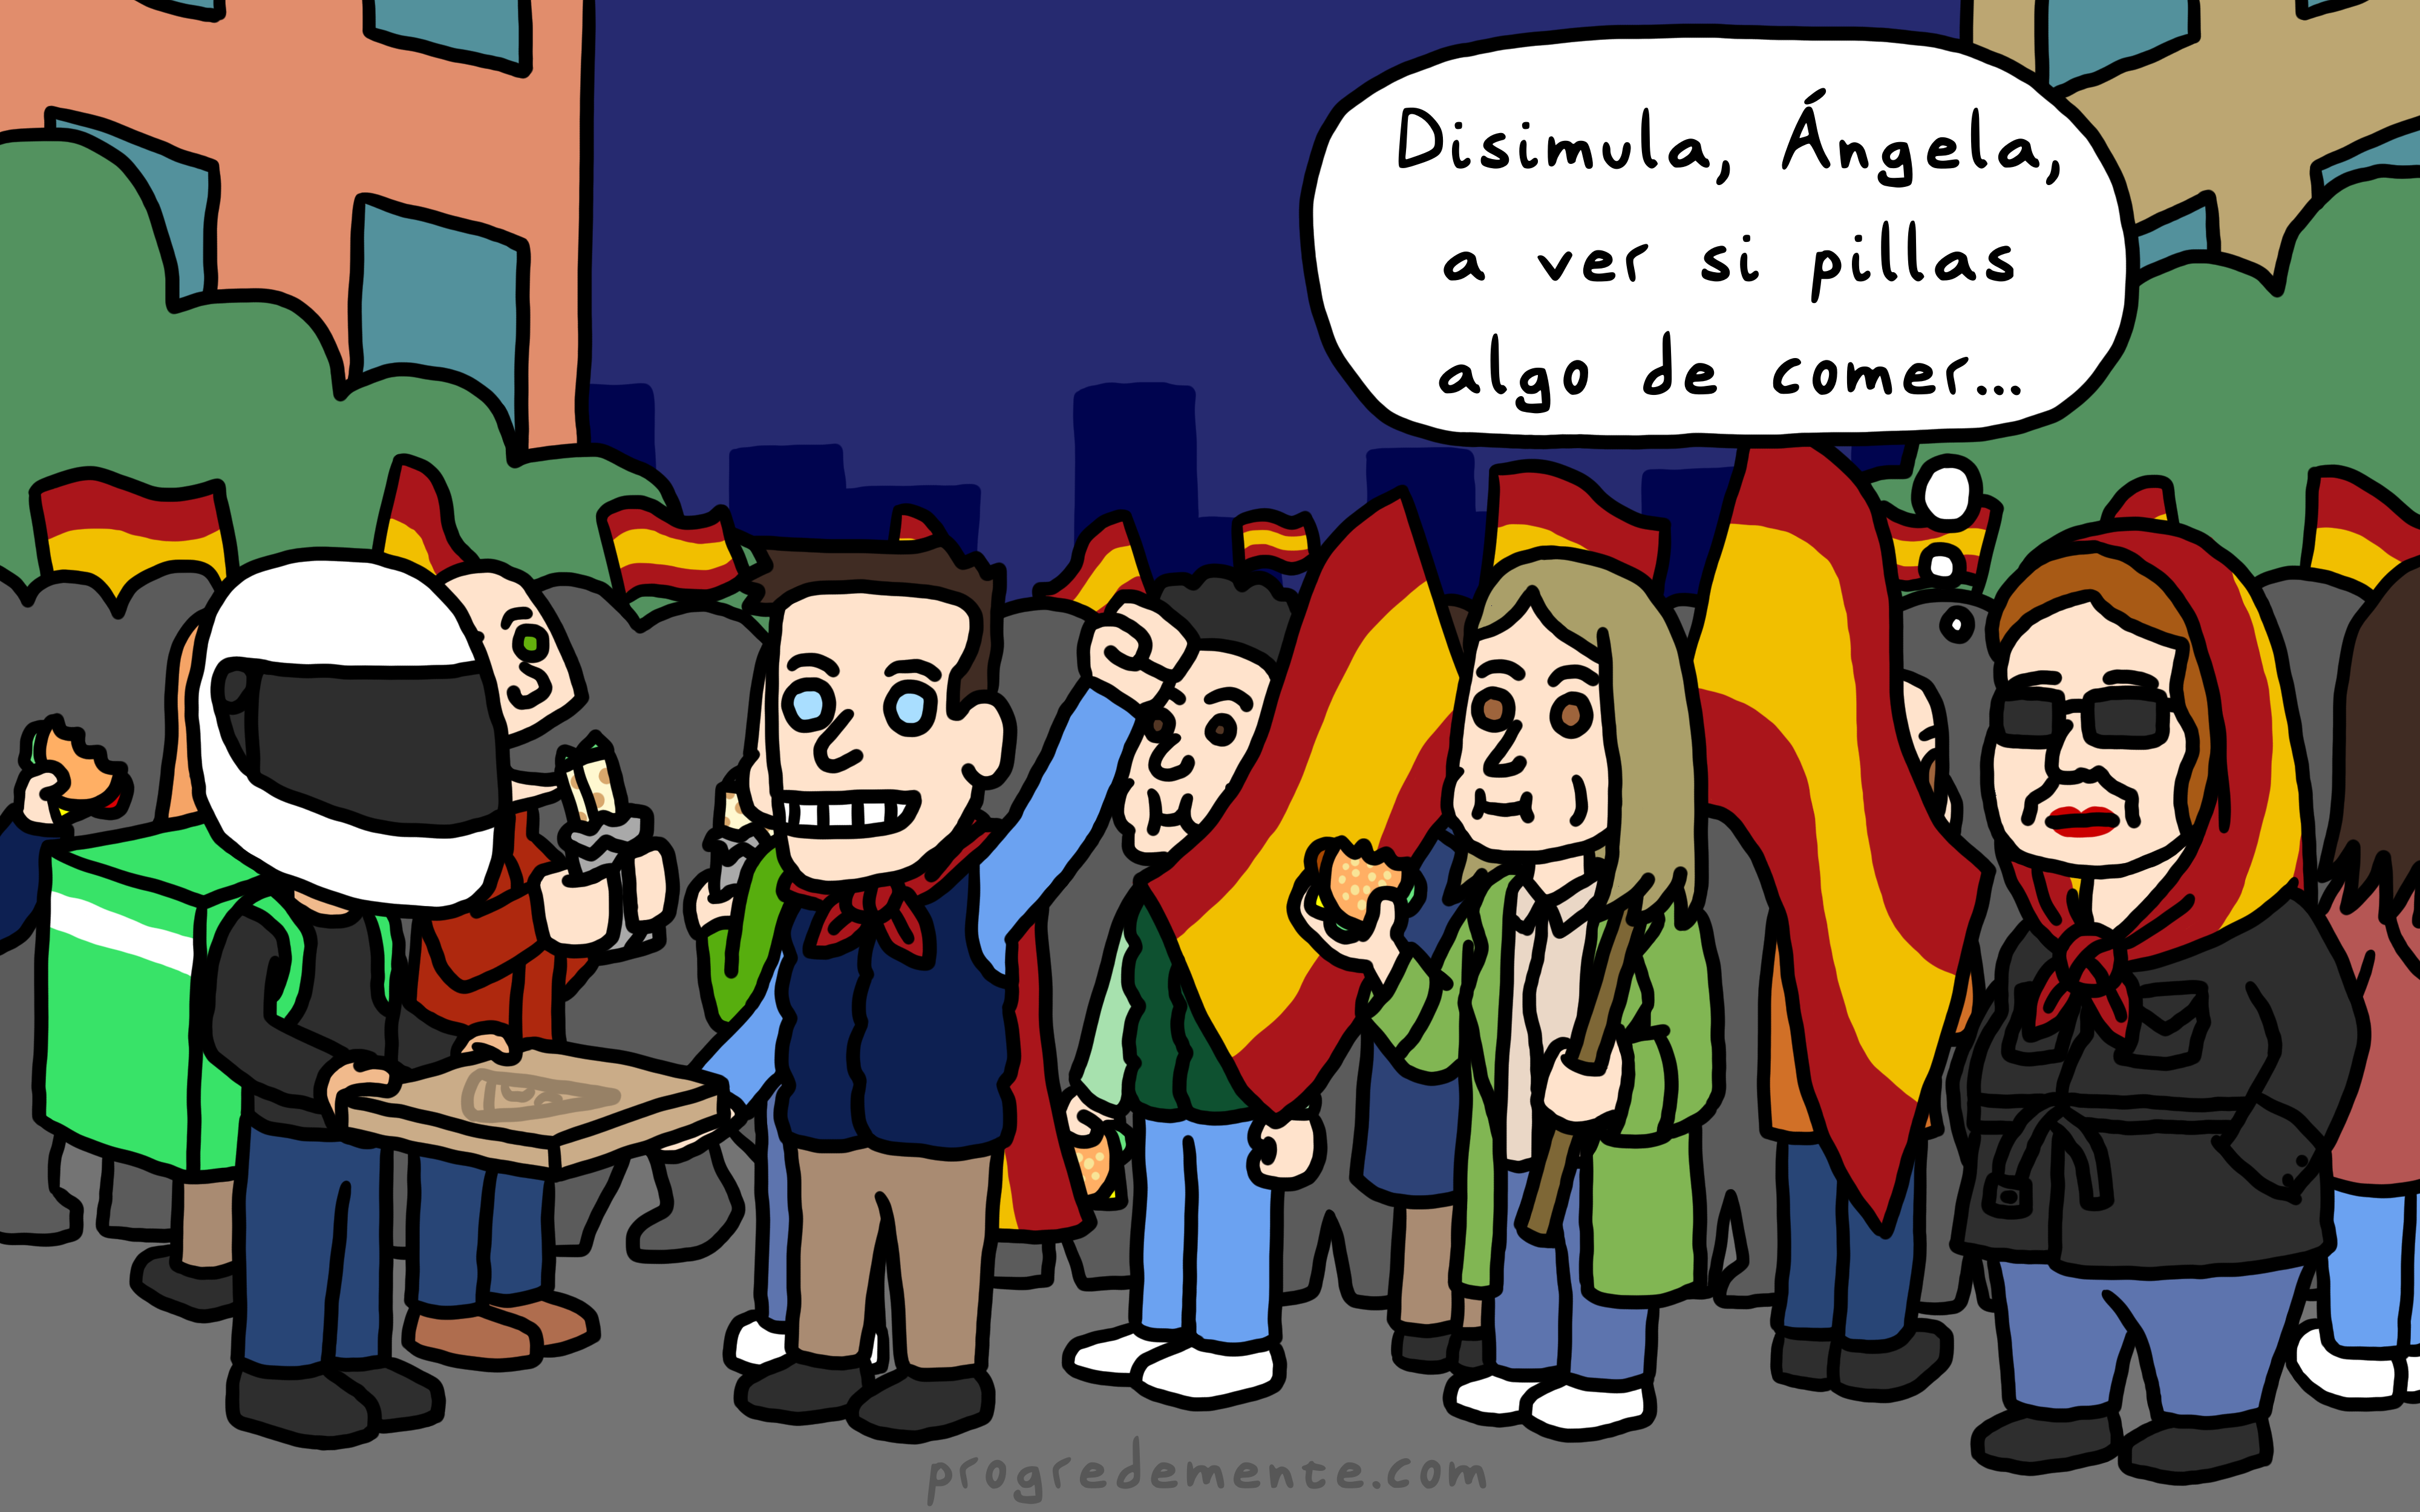 Disimula, Ángela,
a ver si pillas
algo de comer...
progredemente.com